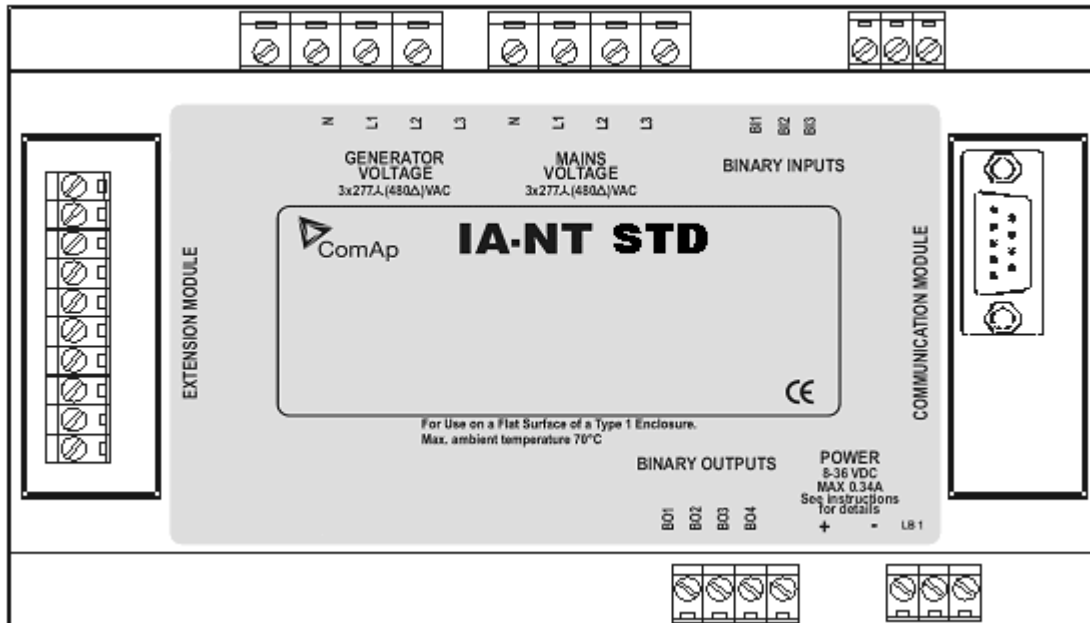 N L1 L2 L3 N L1 L2 L3 BI1 BI2 BI3
GENERATOR
VOLTAGE
3x277⅄(480Δ)VAC
MAINS
VOLTAGE
3x277⅄(480Δ)VAC
BINARY INPUTS
EXTENSION MODULE
ComAp
IA-NT STD
CE
COMMUNICATION MODULE
For Use on a Flat Surface of a Type 1 Enclosure.
Max. ambient temperature 70°C
BINARY OUTPUTS
BO1 BO2 BO3 BO4
POWER
8-36 VDC
MAX 0.34A
See instructions
for details
+ - LB 1